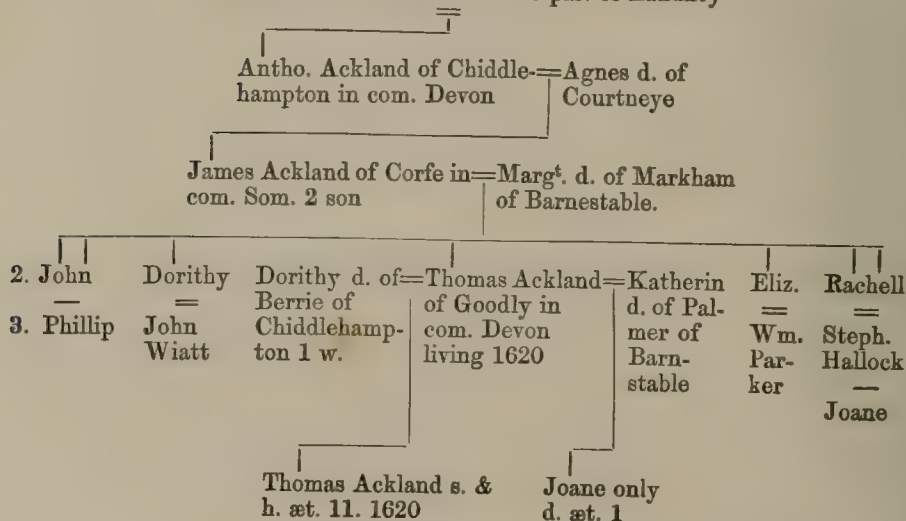 =
Antho. Ackland of Chiddle-=Agnes d. of
hampton in com. Devon Courtneye
James Ackland of Corfe in=Margᵗ. d. of Markham
com. Som. 2 son of Barnestable.
2. John Dorithy Dorithy d. of=Thomas Ackland=Katherin Eliz. Rachell
— = Berrie of of Goodly in d. of Pal- = =
3. Phillip John Chiddlehamp- com. Devon mer of Wm. Steph.
Wiatt ton 1 w. living 1620 Barn- Par- Hallock
stable ker —
Joane
Thomas Ackland s. & Joane only
h. æt. 11. 1620 d. æt. 1